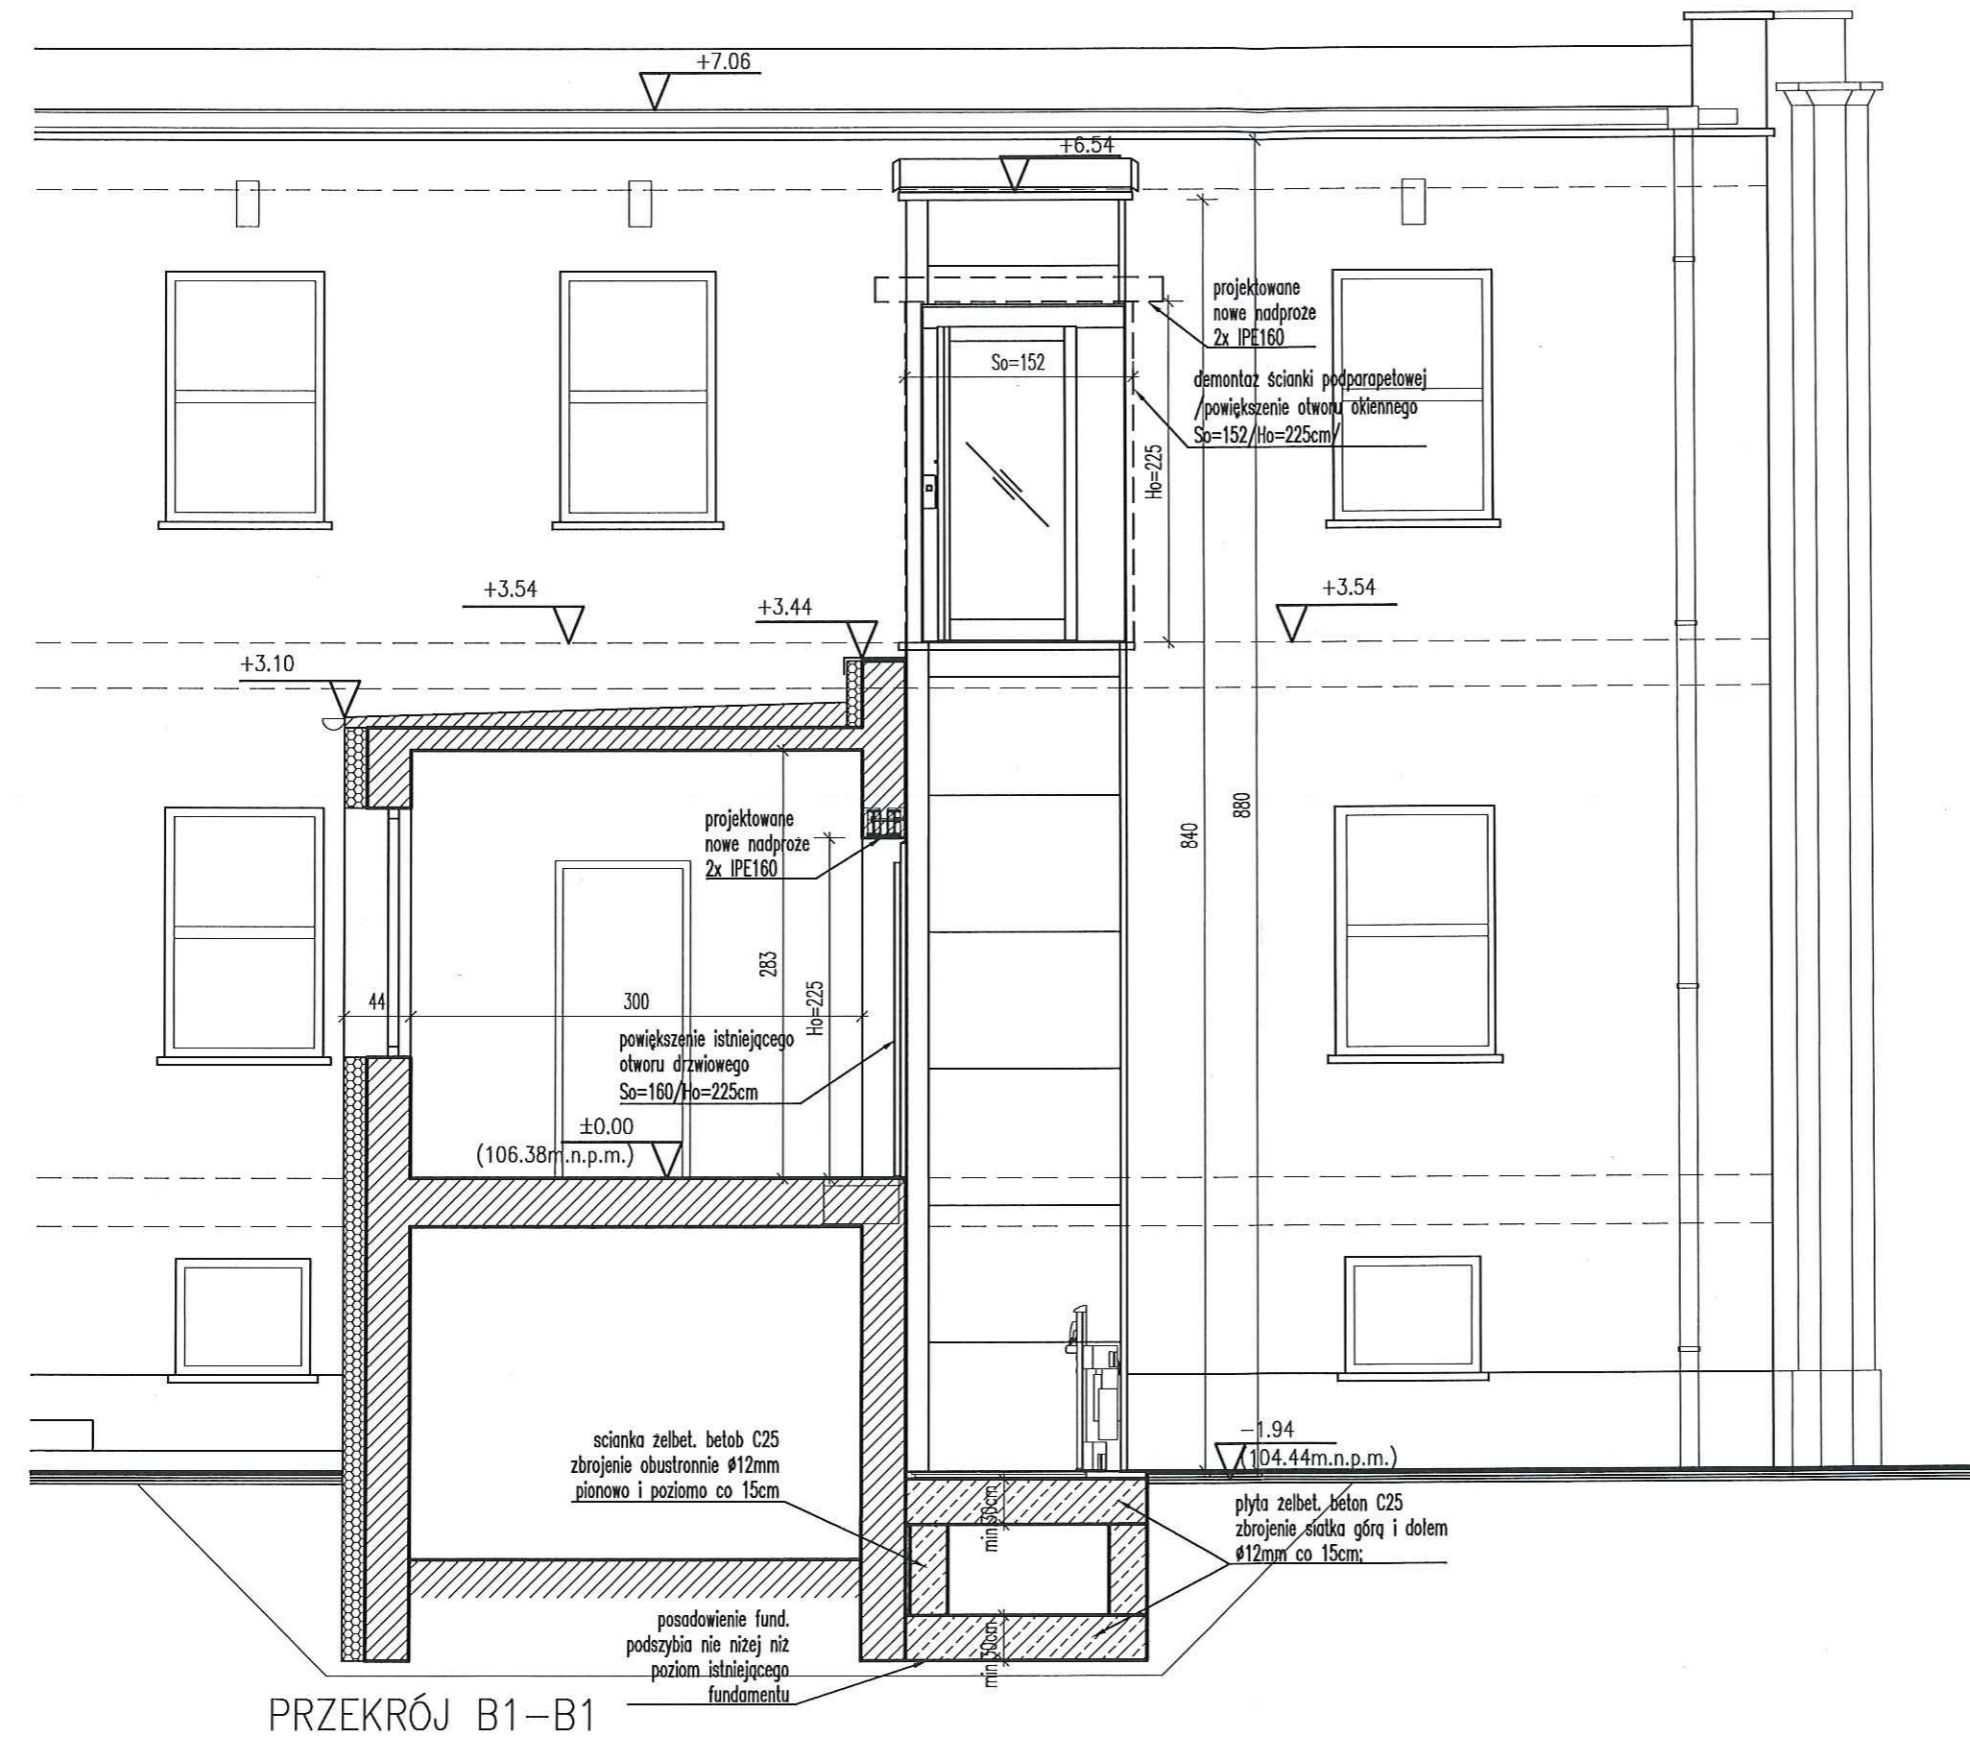 +7.06
+6.54
projektowane
nowe nadproże
2x IPE160
So=152
demontaż ścianki podparapetowej
/powiększenie otworu okiennego
So=152/Ho=225cm/
Ho=225
+3.54
+3.44
+3.54
+3.10
840
880
projektowane
nowe nadproże
2x IPE160
283
Ho=225
44
300
powiększenie istniejącego
otworu drzwiowego
So=160/Ho=225cm
±0.00
(106.38m.n.p.m.)
-1.94
(104.44m.n.p.m.)
scianka żelbet. betob C25
zbrojenie obustronnie ø12mm
pionowo i poziomo co 15cm
min.30cm
płyta żelbet. beton C25
zbrojenie siatka górą i dołem
ø12mm co 15cm;
posadowienie fund.
podszybia nie niżej niż
poziom istniejącego
fundamentu
min.30cm
PRZEKRÓJ B1-B1